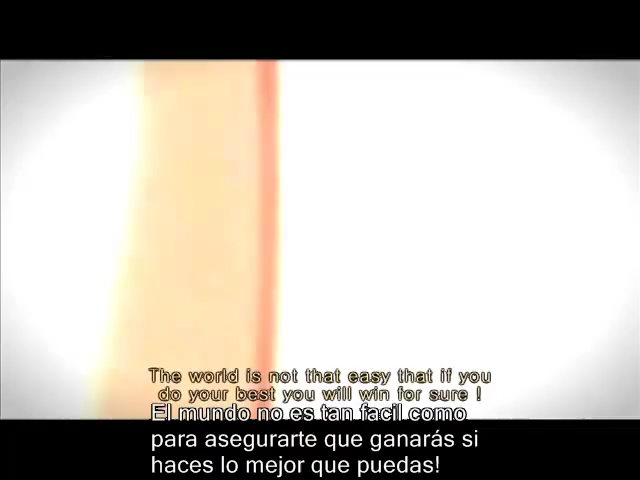 The world is not that easy that if you
do your best you will win for sure !
El mundo no es tan facil como
para asegurarte que ganarás si
haces lo mejor que puedas!